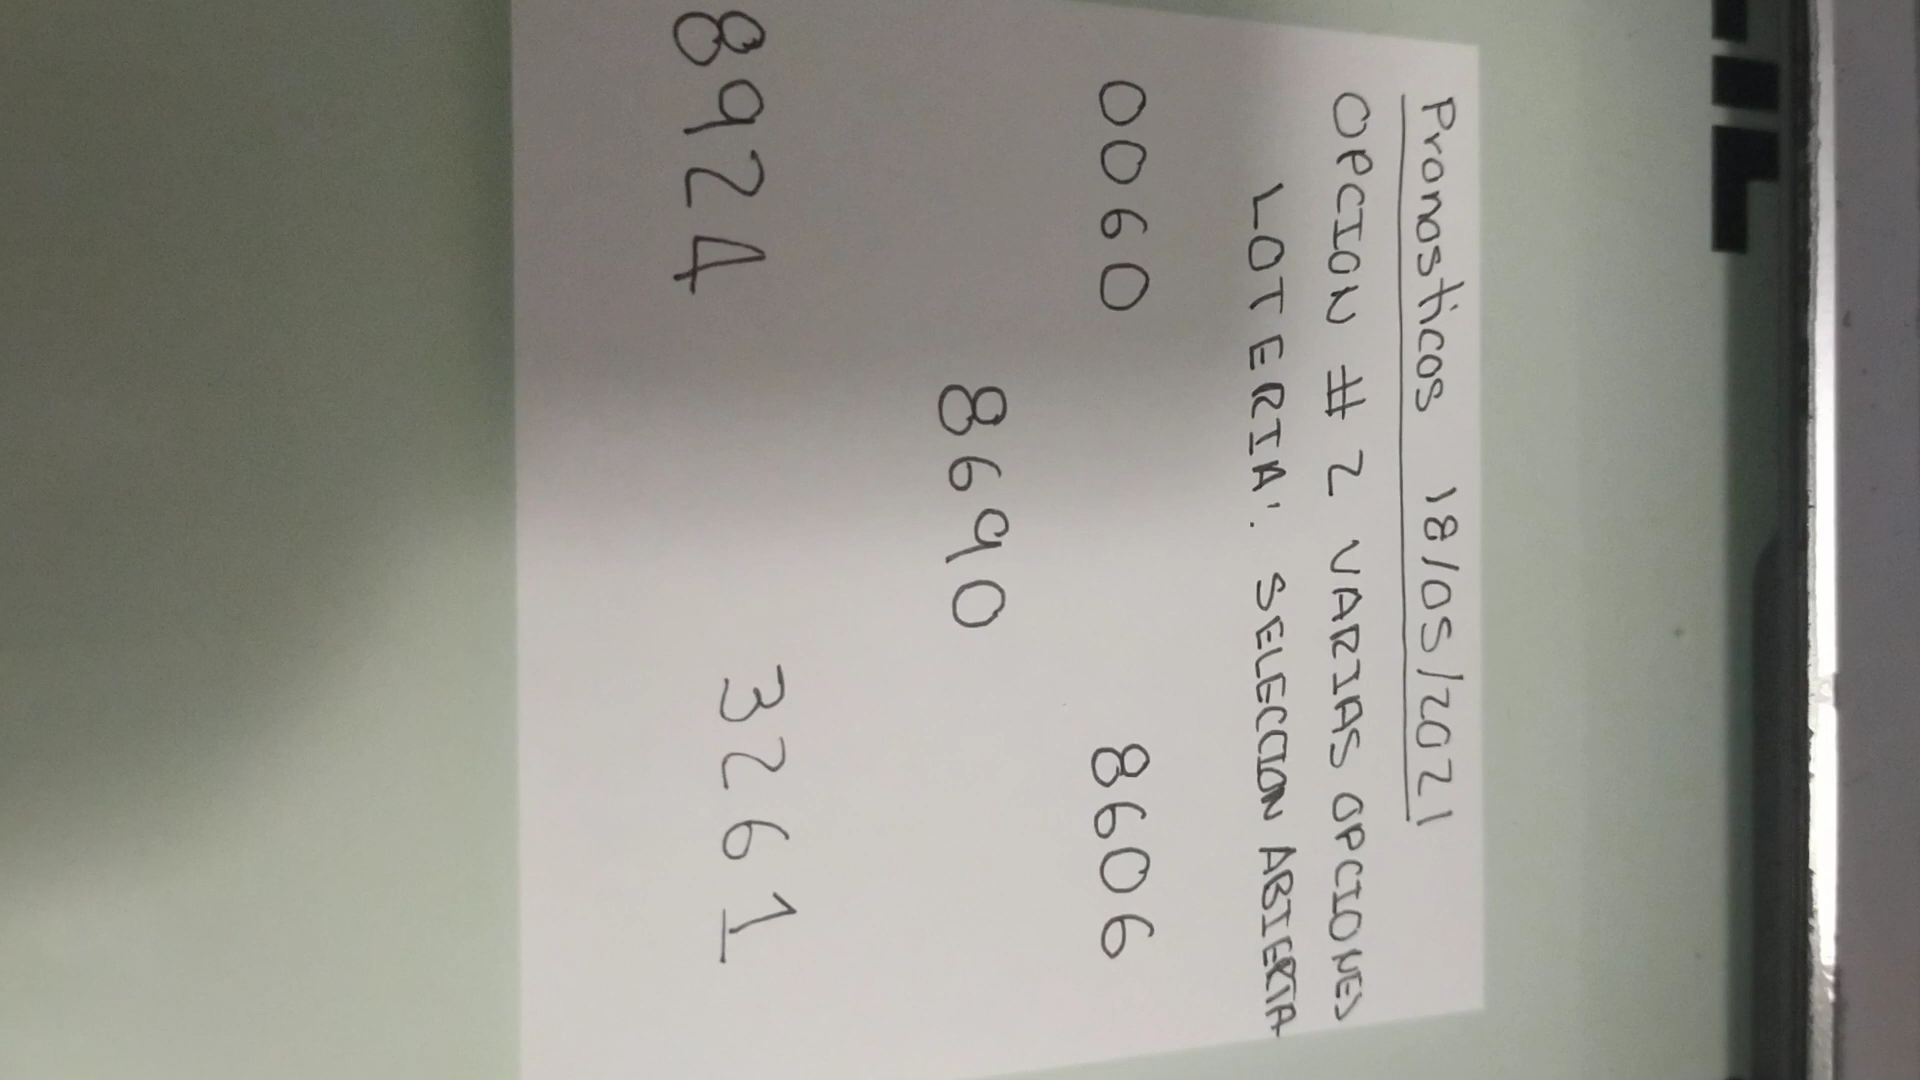 Pronosticos 18/05/2021
OPCION # 2 VARIAS OPCIONES
LOTERIA: SELECCION ABIERTA
0060 8606
8690
8924 3261